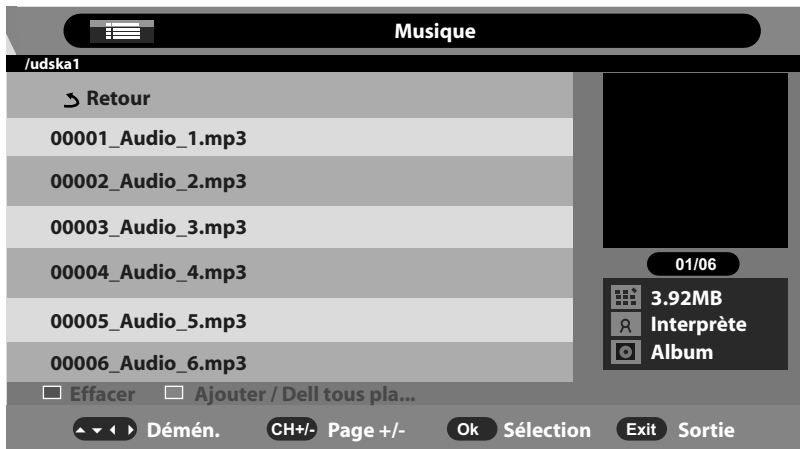 Musique
/udska1
Retour
00001_Audio_1.mp3
00002_Audio_2.mp3
00003_Audio_3.mp3
00004_Audio_4.mp3
00005_Audio_5.mp3
00006_Audio_6.mp3
01/06
3.92MB
Interprète
Album
Effacer Ajouter / Dell tous pla...
Démén. CH+/- Page +/- Ok Sélection Exit Sortie